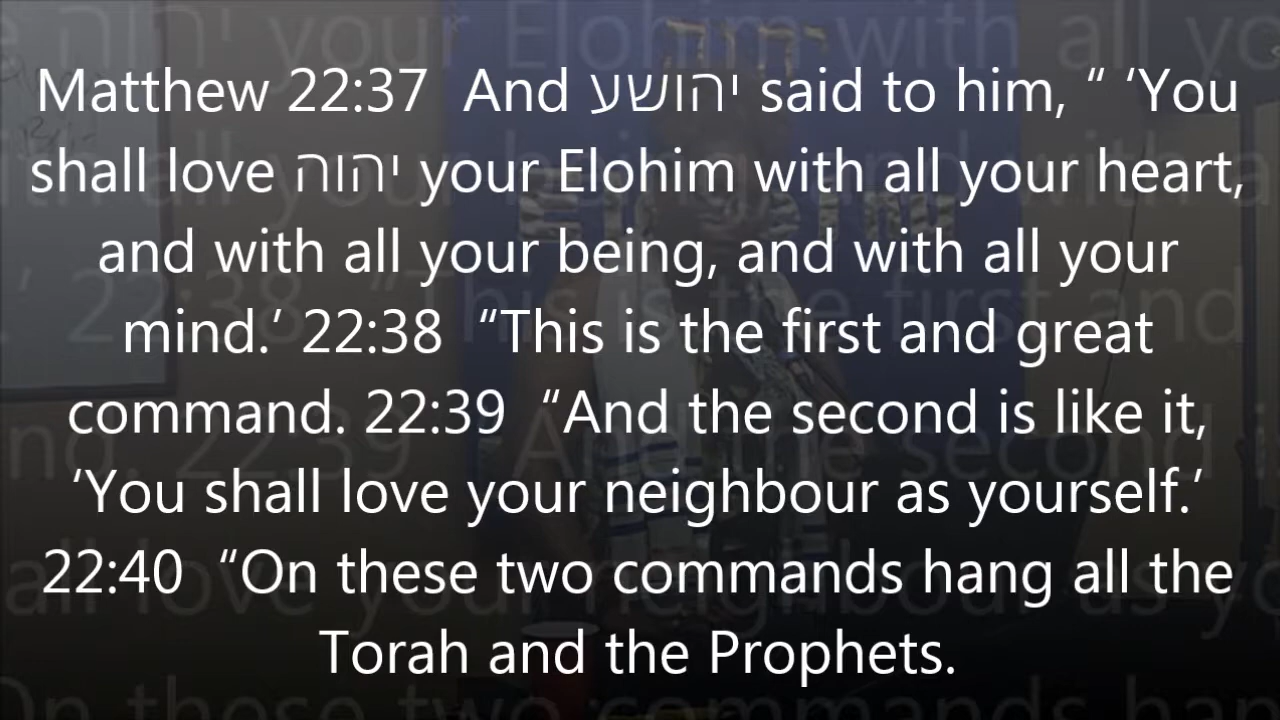 Matthew 22:37  And יהושע said to him, “ ‘You
shall love יהוה your Elohim with all your heart,
and with all your being, and with all your
mind.’ 22:38  “This is the first and great
command. 22:39  “And the second is like it,
‘You shall love your neighbour as yourself.’
22:40  “On these two commands hang all the
Torah and the Prophets.